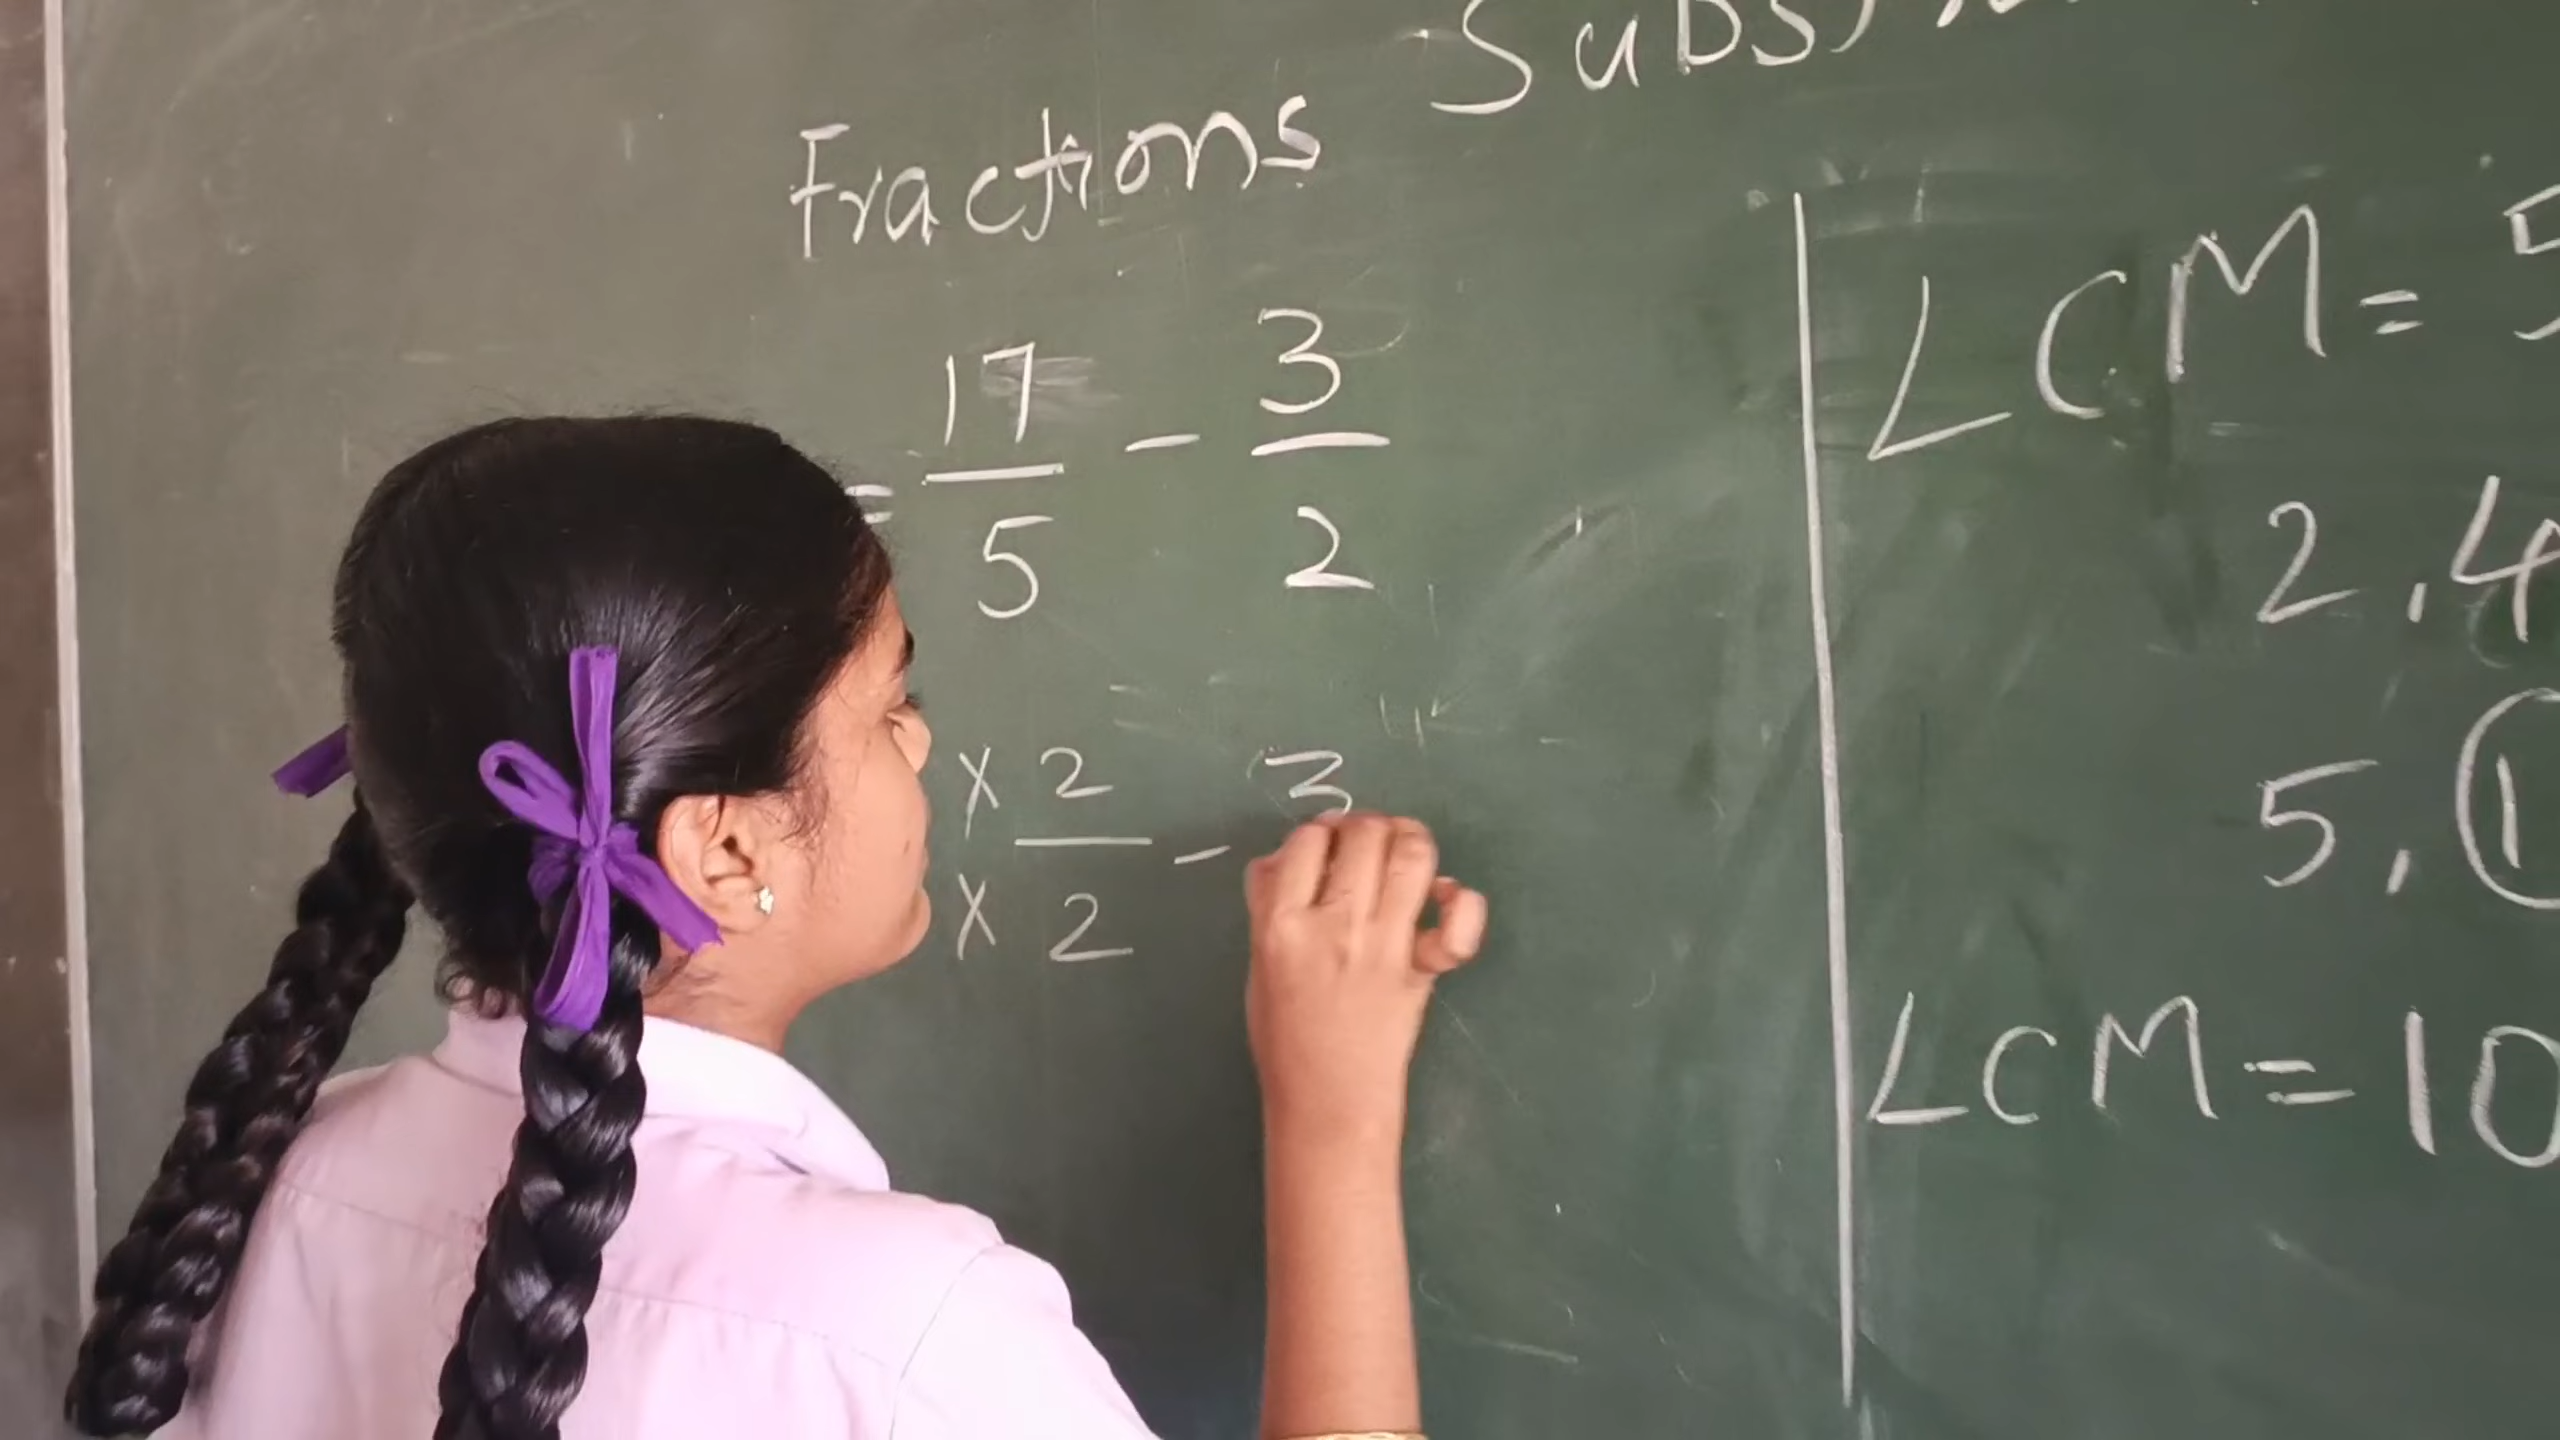 Fractions
= 17/5 - 3/2
× 2/× 2 - 3
LCM = 5
2, 4
5, 1
LCM = 10